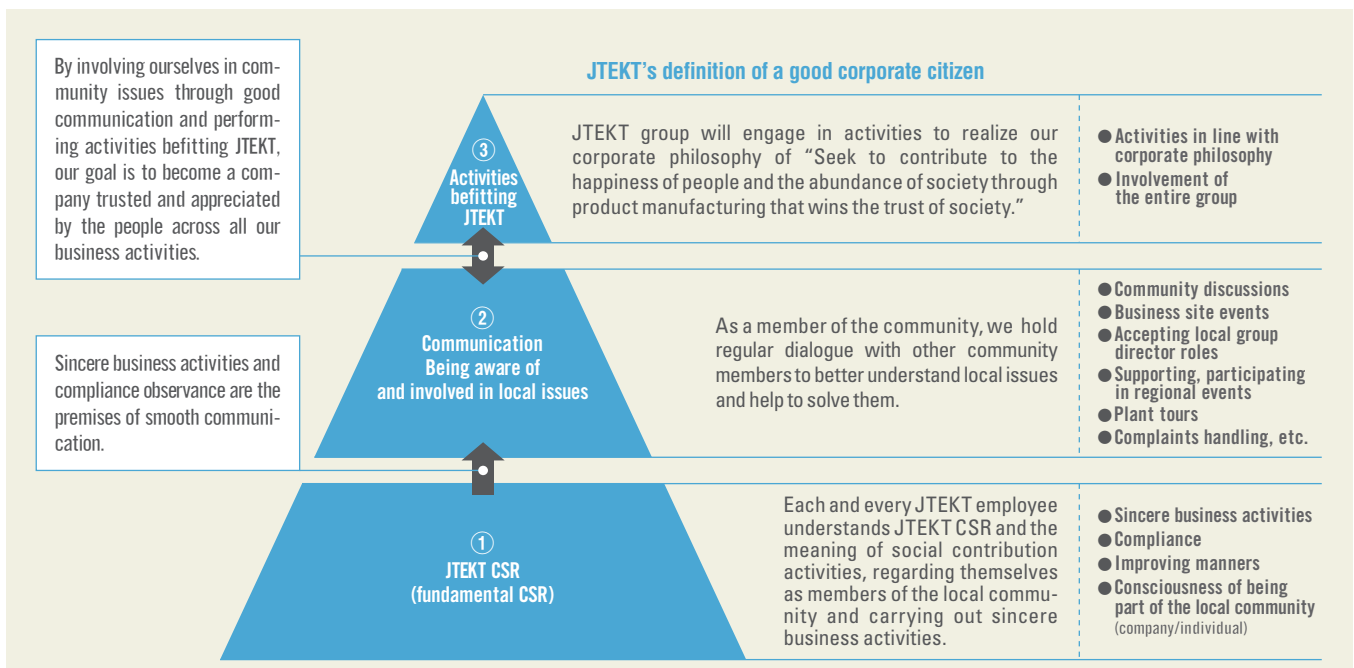 JTEKT's definition of a good corporate citizen
By involving ourselves in com-
munity issues through good
communication and perform-
ing activities befitting JTEKT,
our goal is to become a com-
pany trusted and appreciated
by the people across all our
business activities.
③
Activities
befitting
JTEKT
JTEKT group will engage in activities to realize our
corporate philosophy of “Seek to contribute to the
happiness of people and the abundance of society through
product manufacturing that wins the trust of society.”
●Activities in line with
corporate philosophy
●Involvement of
the entire group
Sincere business activities and
compliance observance are the
premises of smooth communi-
cation.
②
Communication
Being aware of
and involved in local issues
As a member of the community, we hold
regular dialogue with other community
members to better understand local issues
and help to solve them.
●Community discussions
●Business site events
●Accepting local group
director roles
●Supporting, participating
in regional events
●Plant tours
●Complaints handling, etc.
①
JTEKT CSR
(fundamental CSR)
Each and every JTEKT employee
understands JTEKT CSR and the
meaning of social contribution
activities, regarding themselves
as members of the local commu-
nity and carrying out sincere
business activities.
●Sincere business activities
●Compliance
●Improving manners
●Consciousness of being
part of the local community
(company/individual)